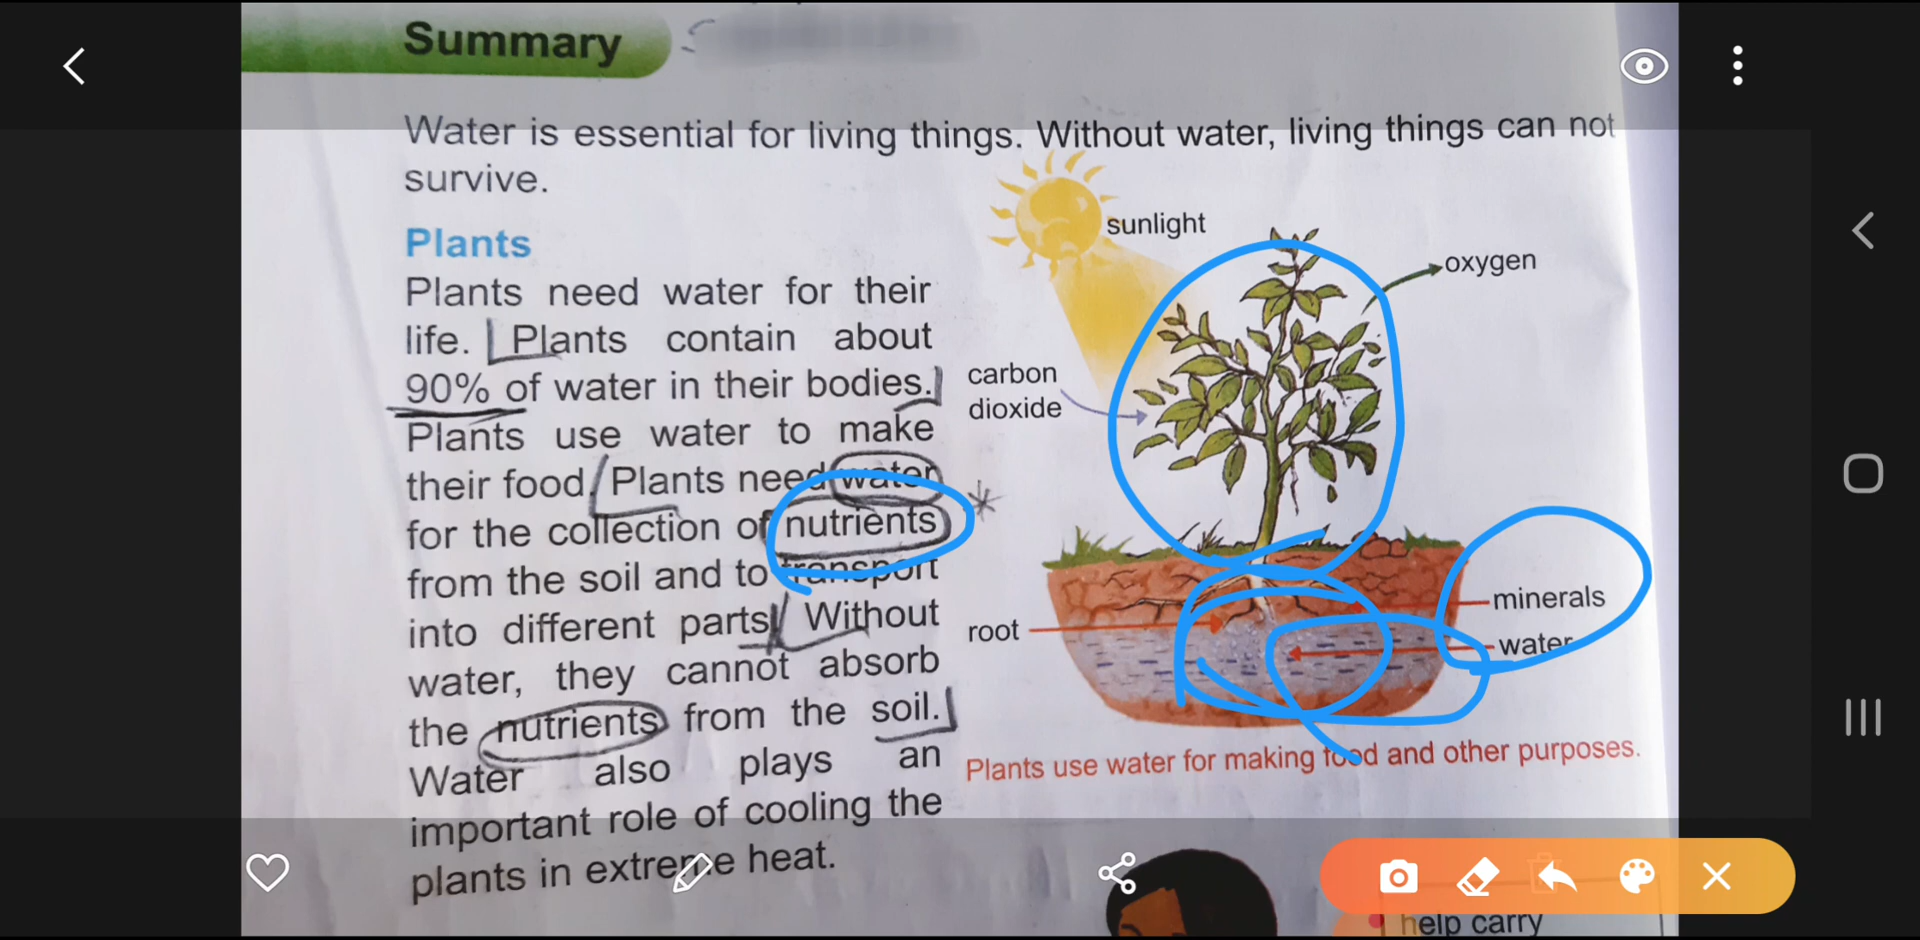 Summary
Water is essential for living things. Without water, living things can not
survive.
sunlight
oxygen
Plants
Plants need water for their
life. Plants contain about
90% of water in their bodies.
Plants use water to make
their food. Plants need water
for the collection of nutrients
from the soil and to transport
into different parts. Without
water, they cannot absorb
the nutrients from the soil.
Water also plays an
important role of cooling the
plants in extreme heat.
carbon
dioxide
root
minerals
water
Plants use water for making food and other purposes.
help carry